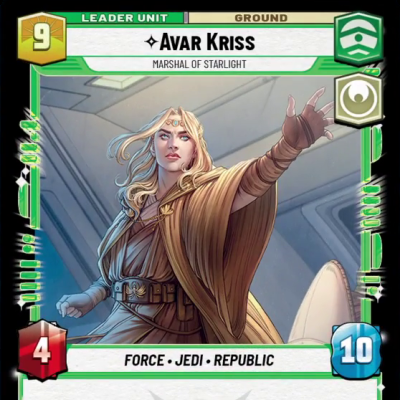 LEADER UNIT
GROUND
9
AVAR KRISS
MARSHAL OF STARLIGHT
4
FORCE • JEDI • REPUBLIC
10